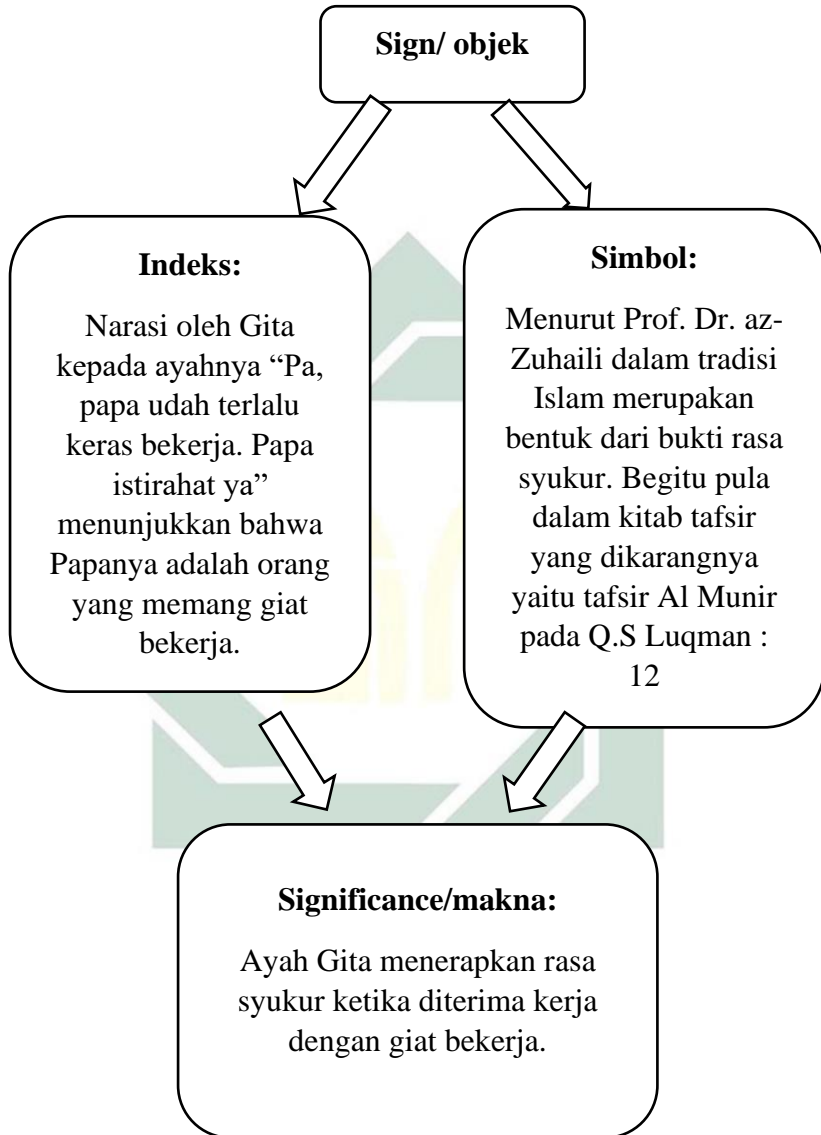 Sign/ objek
Indeks:
Narasi oleh Gita
kepada ayahnya “Pa,
papa udah terlalu
keras bekerja. Papa
istirahat ya”
menunjukkan bahwa
Papanya adalah orang
yang memang giat
bekerja.
Simbol:
Menurut Prof. Dr. az-
Zuhaili dalam tradisi
Islam merupakan
bentuk dari bukti rasa
syukur. Begitu pula
dalam kitab tafsir
yang dikarangnya
yaitu tafsir Al Munir
pada Q.S Luqman :
12
Significance/makna:
Ayah Gita menerapkan rasa
syukur ketika diterima kerja
dengan giat bekerja.